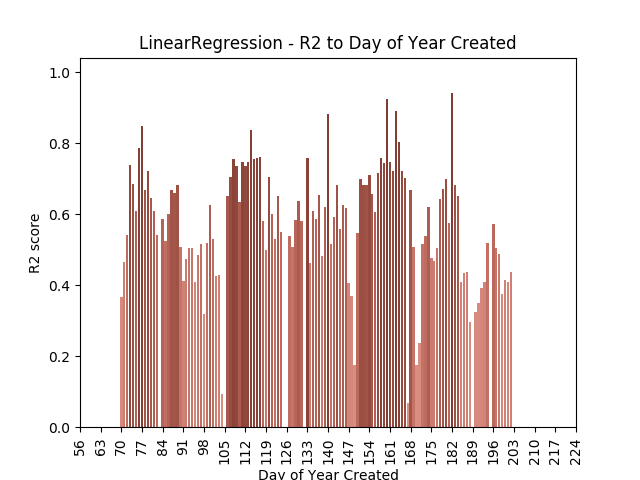 LinearRegression - R2 to Day of Year Created
1.0
0.8
0.6
0.4
0.2
0.0
R2 score
56 63 70 77 84 91 98 105 112 119 126 133 140 147 154 161 168 175 182 189 196 203 210 217 224
Day of Year Created